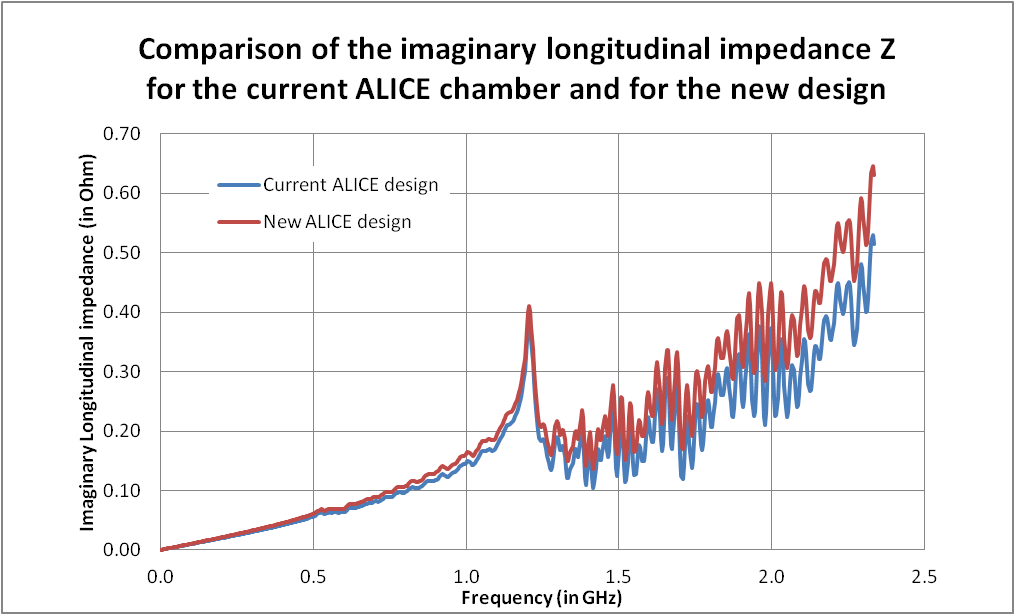 Comparison of the imaginary longitudinal impedance Z
for the current ALICE chamber and for the new design
Imaginary Longitudinal impedance (in Ohm)
0.70
0.60
0.50
0.40
0.30
0.20
0.10
0.00
Current ALICE design
New ALICE design
0.0 0.5 1.0 1.5 2.0 2.5
Frequency (in GHz)